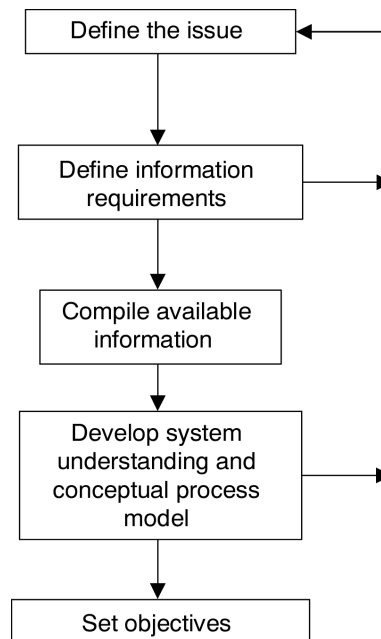 Define the issue
Define information
requirements
Compile available
information
Develop system
understanding and
conceptual process
model
Set objectives